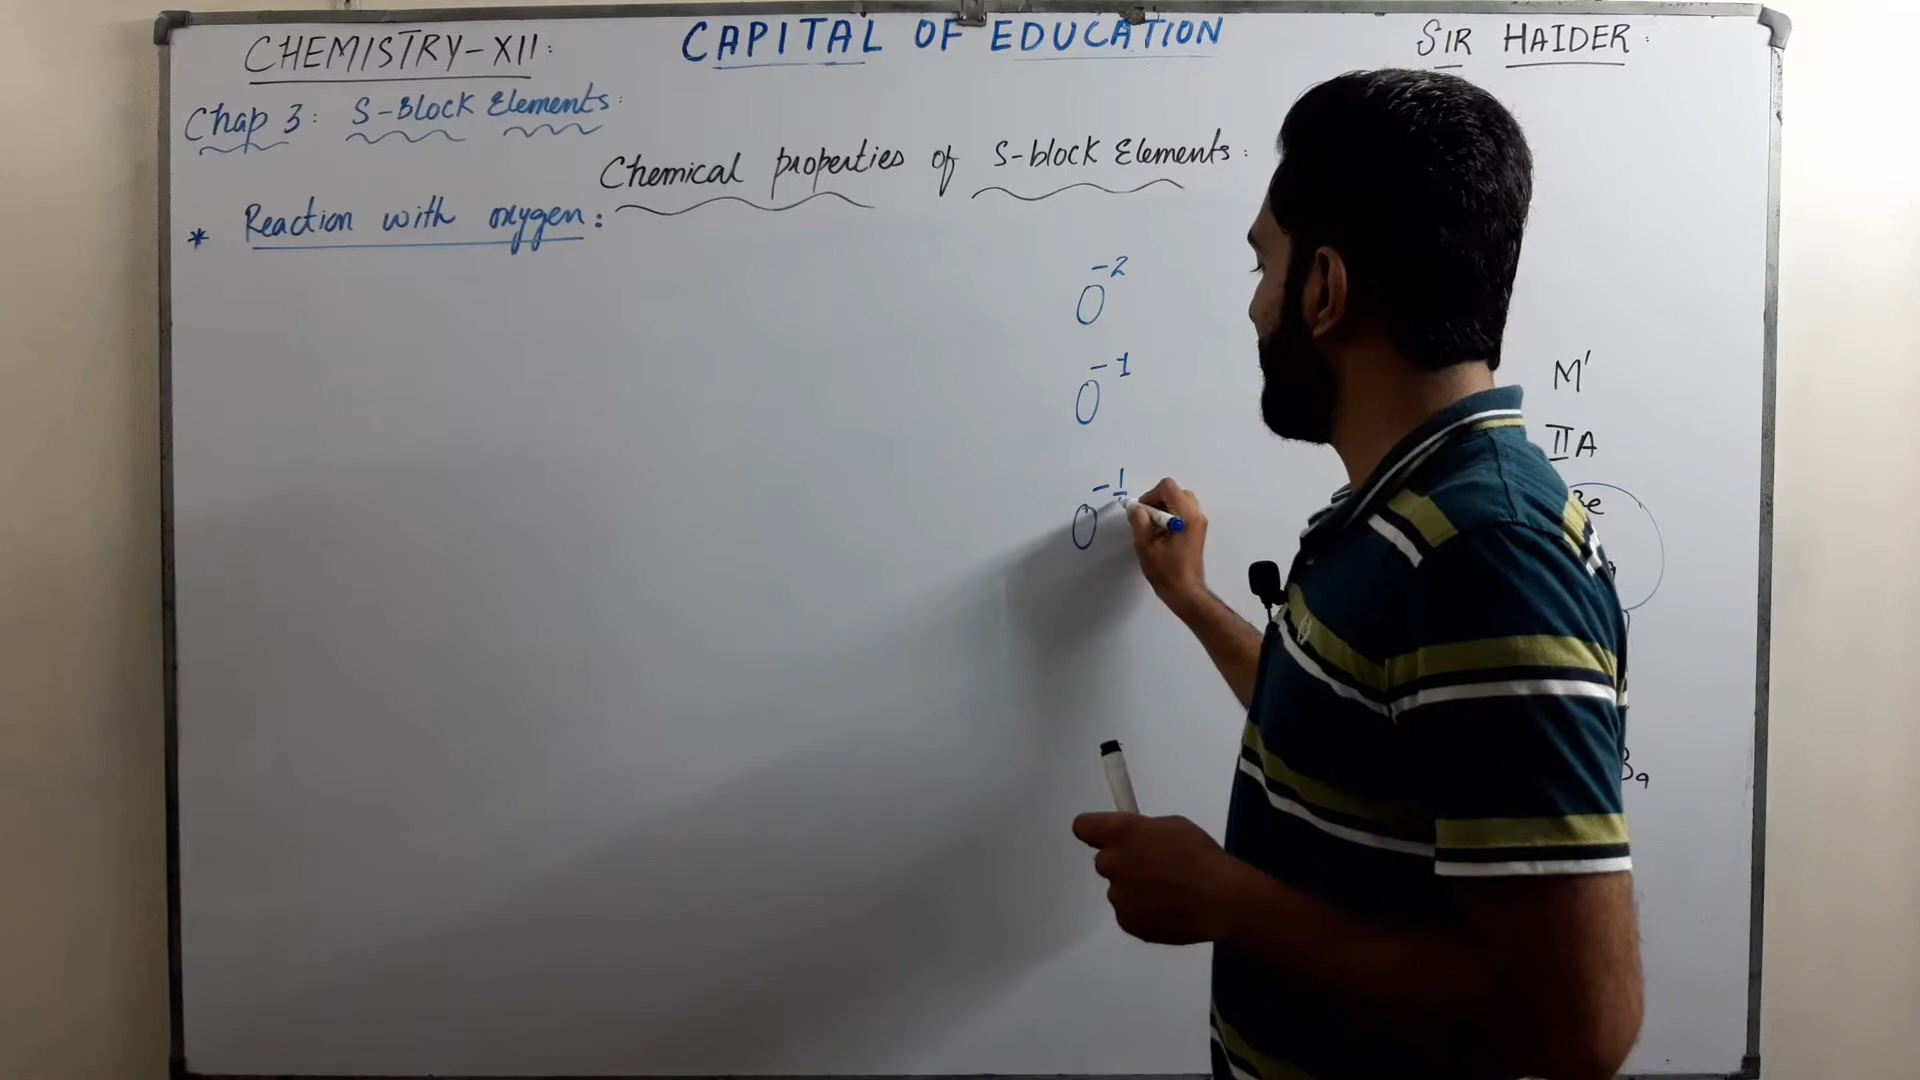 CHEMISTRY-XII:
CAPITAL OF EDUCATION
SIR HAIDER:
Chap 3: S-Block Elements:
Chemical properties of S-block Elements:
* Reaction with oxygen:
O⁻²
O⁻¹
O
M'
IIA
Ba